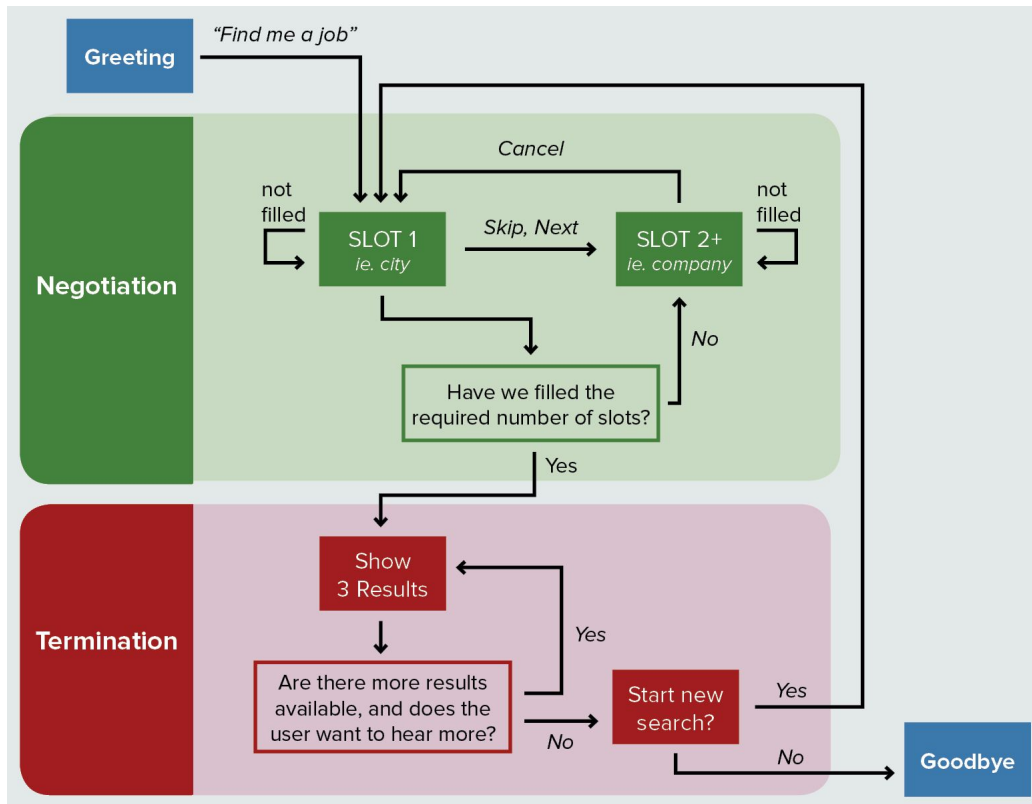 “Find me a job”
Greeting
Negotiation
Cancel
not
filled
SLOT 1
ie. city
Skip, Next
SLOT 2+
ie. company
not
filled
No
Have we filled the
required number of slots?
Yes
Termination
Show
3 Results
Yes
Are there more results
available, and does the
user want to hear more?
No
Start new
search?
Yes
No
Goodbye